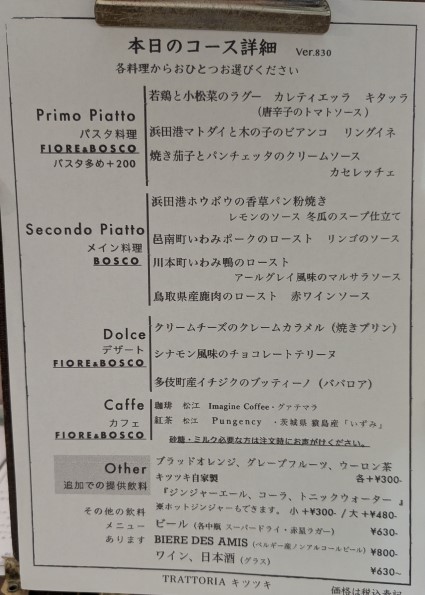 本日のコース詳細 Ver.830
各料理からおひとつお選びください
Primo Piatto
パスタ料理
FIORE&BOSCO
パスタ多め+200
若鶏と小松菜のラグー カレティエッラ キタッラ
(唐辛子のトマトソース)
浜田港マトダイと木の子のビアンコ リングイネ
焼き茄子とパンチェッタのクリームソース
カセレッチェ
Secondo Piatto
メイン料理
BOSCO
浜田港ホウボウの香草パン粉焼き
レモンのソース 冬瓜のスープ仕立て
邑南町いわみポークのロースト リンゴのソース
川本町いわみ鴨のロースト
アールグレイ風味のマルサラソース
鳥取県産鹿肉のロースト 赤ワインソース
Dolce
デザート
FIORE&BOSCO
クリームチーズのクレームカラメル(焼きプリン)
シナモン風味のチョコレートテリーヌ
多伎町産イチジクのブッティーノ(ババロア)
Caffe
カフェ
FIORE&BOSCO
珈琲 松江 Imagine Coffee・グァテマラ
紅茶 松江 Pungency ・茨城県 猿島産「いずみ」
砂糖・ミルク必要な方は注文時にお声がけください。
Other
追加での提供飲料
その他の飲料
メニュー
あります
ブラッドオレンジ、グレープフルーツ、ウーロン茶
キツツキ自家製 各+¥300-
『ジンジャーエール、コーラ、トニックウォーター 』
※ホットジンジャーもできます。 小+¥300- / 大+¥480-
ビール (各中瓶 スーパードライ・赤星ラガー) ¥630-
BIERE DES AMIS (ベルギー産ノンアルコールビール) ¥800-
ワイン、日本酒 (グラス) ¥630~
TRATTORIA キツツキ
価格は税込表記